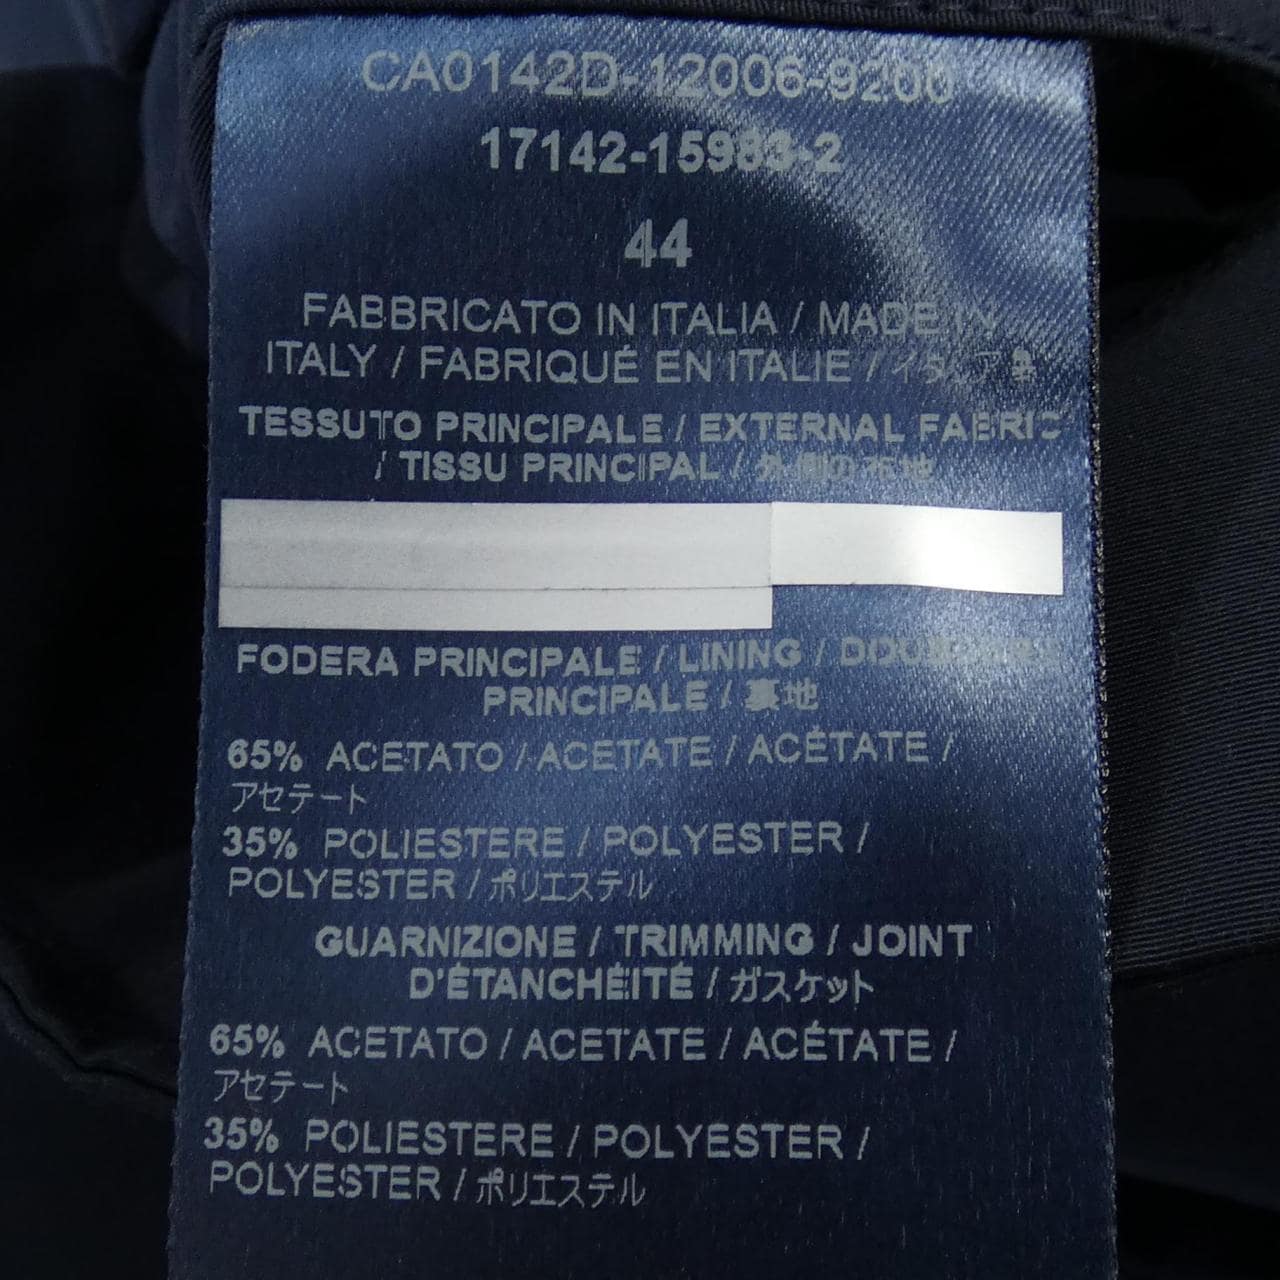 CA0142D-12006-9200
17142-15983-2
44
FABBRICATO IN ITALIA / MADE IN
ITALY / FABRIQUÉ EN ITALIE / イタリア製
TESSUTO PRINCIPALE / EXTERNAL FABRIC
/ TISSU PRINCIPAL / 外側の布地
FODERA PRINCIPALE / LINING / DOUBLURE
PRINCIPALE / 裏地
65% ACETATO / ACETATE / ACÉTATE /
アセテート
35% POLIESTERE / POLYESTER /
POLYESTER / ポリエステル
GUARNIZIONE / TRIMMING / JOINT
D'ÉTANCHÉITÉ / ガスケット
65% ACETATO / ACETATE / ACÉTATE /
アセテート
35% POLIESTERE / POLYESTER /
POLYESTER / ポリエステル